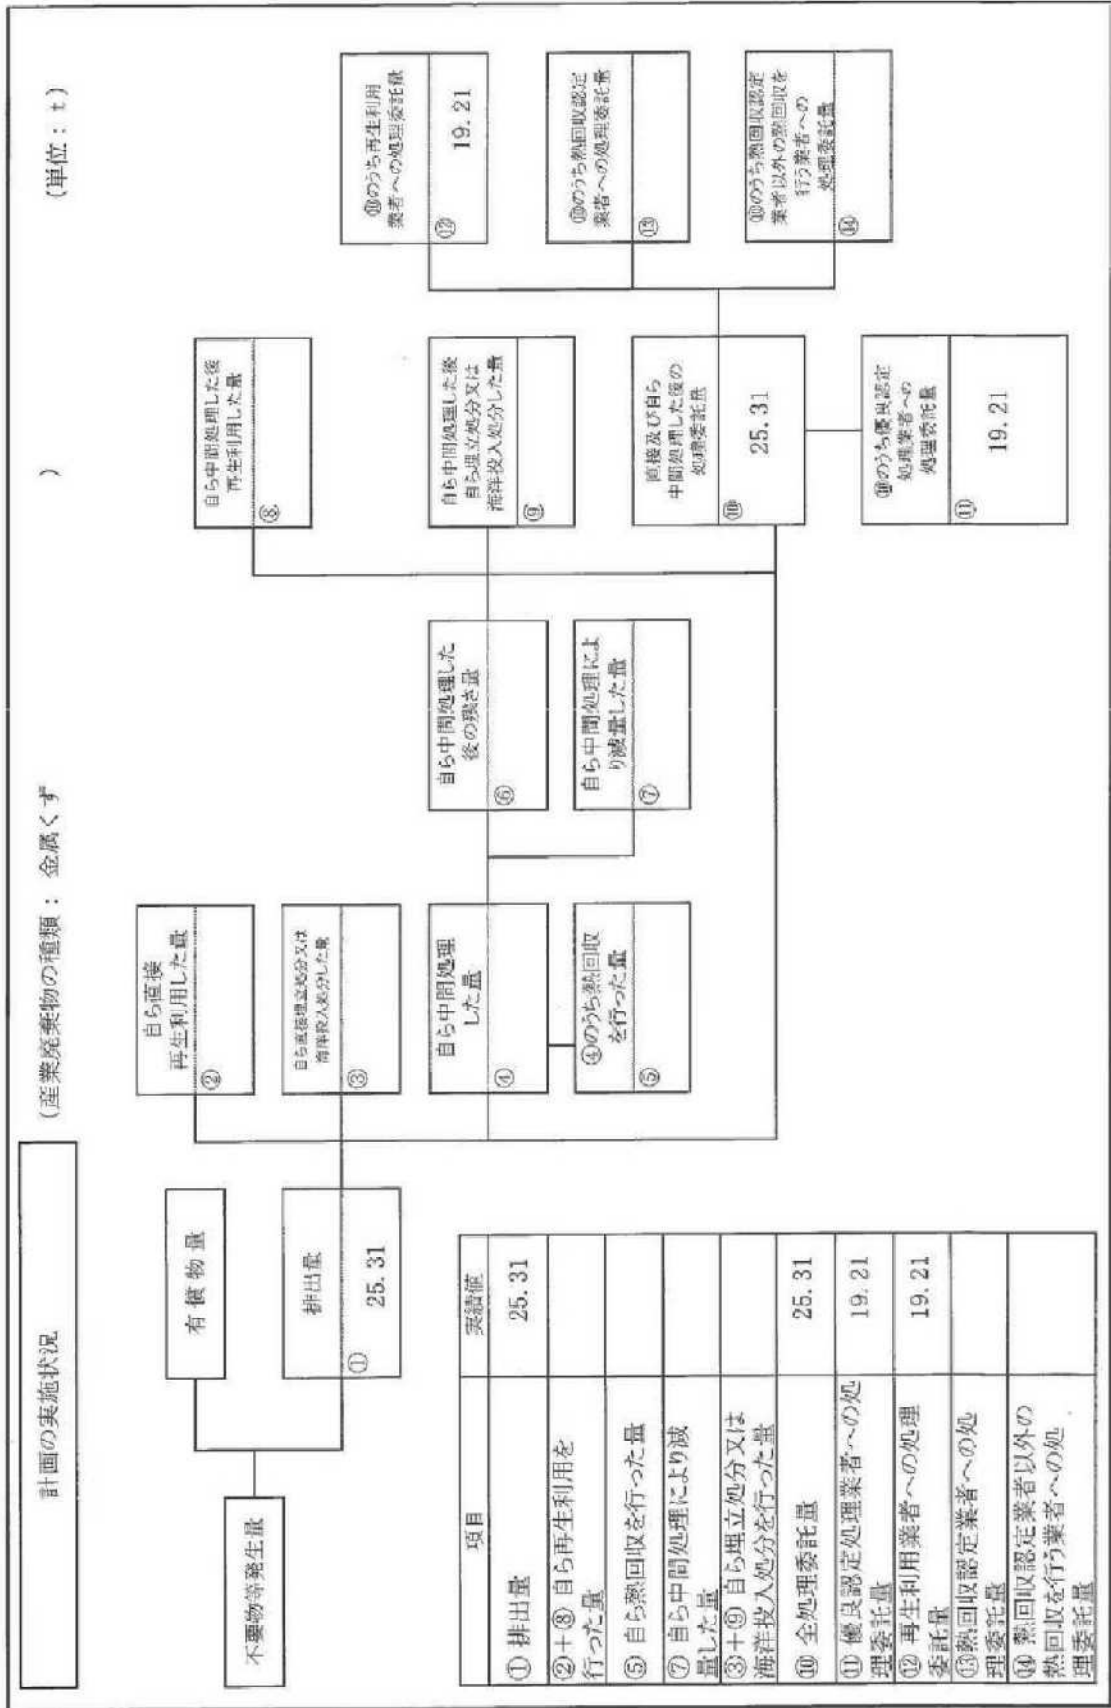 計画の実施状況
(産業廃棄物の種類： 金属くず
)
(単位：t)
不要物等発生量
有償物量
排出量
①
25.31
自ら直接
再生利用した量
②
自ら直接埋立処分又は
海洋投入処分した量
③
自ら中間処理
した量
④
④のうち熱回収
を行った量
⑤
自ら中間処理した
後の残さ量
⑥
自ら中間処理によ
り減量した量
⑦
自ら中間処理した後
再生利用した量
⑧
自ら中間処理した後
自ら埋立処分又は
海洋投入処分した量
⑨
直接及び自ら
中間処理した後の
処理委託量
⑩
25.31
⑩のうち優良認定
処理業者への
処理委託量
⑪
19.21
⑩のうち再生利用
業者への処理委託量
⑫
19.21
⑩のうち熱回収認定
業者への処理委託量
⑬
⑩のうち熱回収認定
業者以外の熱回収を
行う業者への
処理委託量
⑭
項目 実績値
① 排出量 25.31
②＋⑧ 自ら再生利用を
行った量
⑤ 自ら熱回収を行った量
⑦ 自ら中間処理により減
量した量
③＋⑨ 自ら埋立処分又は
海洋投入処分を行った量
⑩ 全処理委託量 25.31
⑪ 優良認定処理業者への処
理委託量 19.21
⑫ 再生利用業者への処理
委託量 19.21
⑬熱回収認定業者への処
理委託量
⑭ 熱回収認定業者以外の
熱回収を行う業者への処
理委託量